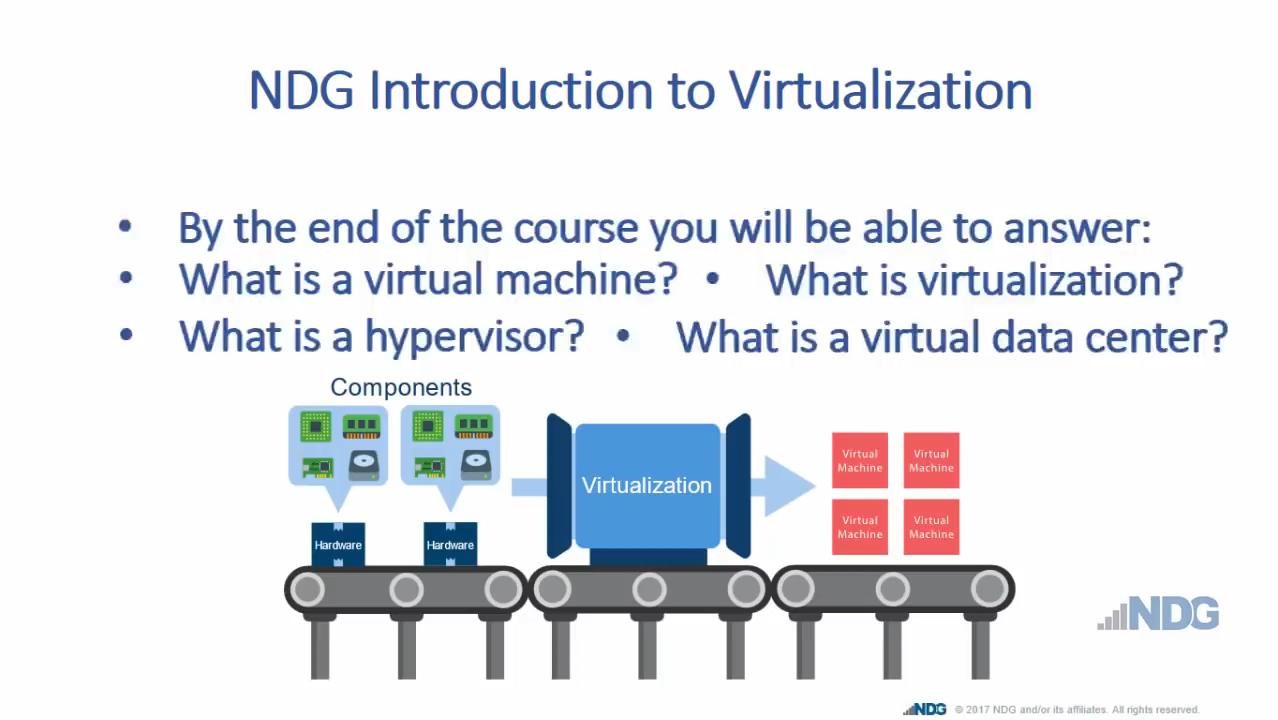 NDG Introduction to Virtualization
• By the end of the course you will be able to answer:
• What is a virtual machine? • What is virtualization?
• What is a hypervisor? • What is a virtual data center?
Components
Hardware
Hardware
Virtualization
Virtual
Machine
Virtual
Machine
Virtual
Machine
Virtual
Machine
NDG
NDG © 2017 NDG and/or its affiliates. All rights reserved.